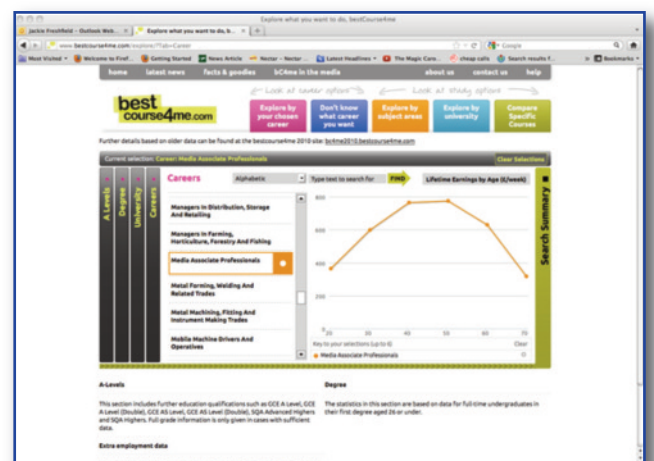 Explore what you want to do, bestCourse4me
Jackie Freshfield - Outlook Web... × Explore what you want to do, b... × +
www.bestcourse4me.com/explore/?Tab=Career Google
Most Visited Welcome to Firef... Getting Started News Article Nectar - Nectar ... Latest Headlines The Magic Care... cheap calls Search results f... Bookmarks
home latest news facts & goodies bC4me in the media about us contact us help
Look at career options Look at study options
best
course4me.com
Explore by your chosen career
Don't know what career you want
Explore by subject areas
Explore by university
Compare Specific Courses
Further details based on older data can be found at the bestcourse4me 2010 site: bc4me2010.bestcourse4me.com
Current selection: Career: Media Associate Professionals Clear Selections
A Levels
Degree
University
Careers
Careers Alphabetic Type text to search for FIND Lifetime Earnings by Age (£/week)
Search Summary
Managers In Distribution, Storage
And Retailing
Managers In Farming,
Horticulture, Forestry And Fishing
Media Associate Professionals
Metal Forming, Welding And
Related Trades
Metal Machining, Fitting And
Instrument Making Trades
Mobile Machine Drivers And
Operatives
800
600
400
200
0
20 30 40 50 60 70
Key to your selections (up to 6) Clear
Media Associate Professionals
A-Levels
This section includes further education qualifications such as GCE A Level, GCE
A Level (Double), GCE AS Level, GCE AS Level (Double), SQA Advanced Highers
and SQA Highers. Full grade information is only given in cases with sufficient
data.
Degree
The statistics in this section are based on data for full-time undergraduates in
their first degree aged 26 or under.
Extra employment data